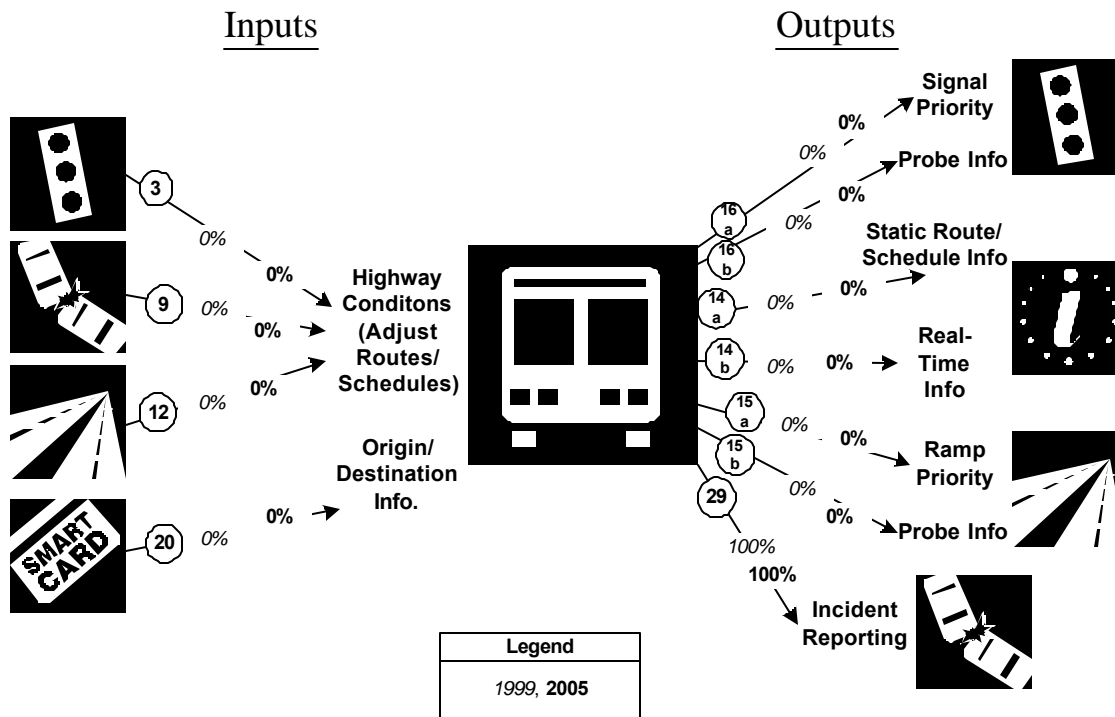 Inputs
Outputs
3
0%
0%
9
0%
0%
12
0%
0%
Highway
Conditons
(Adjust
Routes/
Schedules)
SMART
CARD
20
0%
0%
Origin/
Destination
Info.
16
a
0%
0%
Signal
Priority
16
b
0%
0%
Probe Info
14
a
0%
0%
Static Route/
Schedule Info
14
b
0%
0%
Real-
Time
Info
15
a
0%
0%
Ramp
Priority
15
b
0%
0%
Probe Info
29
100%
100%
Incident
Reporting
Legend
1999, 2005